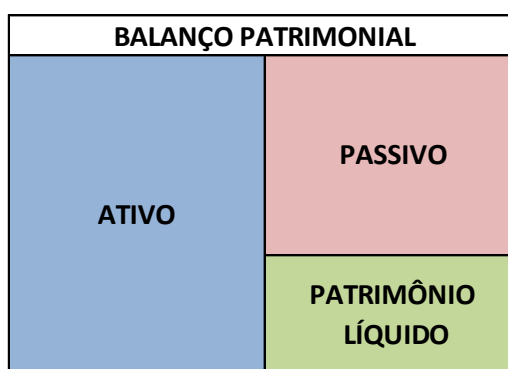 BALANÇO PATRIMONIAL
ATIVO
PASSIVO
PATRIMÔNIO
LÍQUIDO